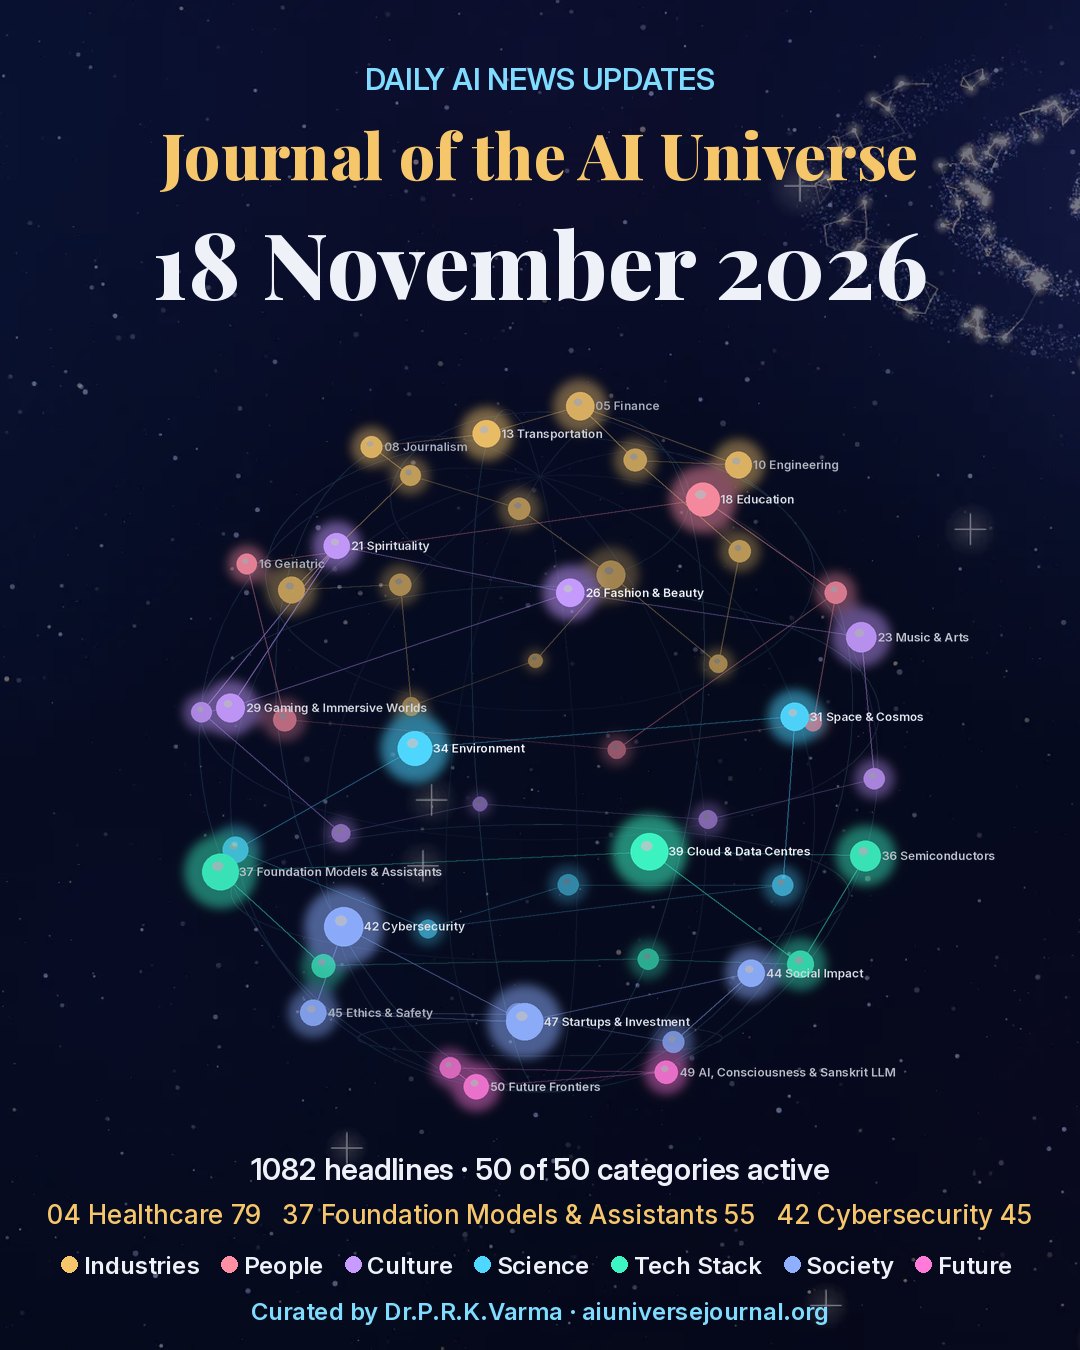 DAILY AI NEWS UPDATES
Journal of the AI Universe
18 November 2026
05 Finance
13 Transportation
08 Journalism
10 Engineering
18 Education
21 Spirituality
16 Geriatric
26 Fashion & Beauty
23 Music & Arts
29 Gaming & Immersive Worlds
31 Space & Cosmos
34 Environment
39 Cloud & Data Centres
36 Semiconductors
37 Foundation Models & Assistants
42 Cybersecurity
44 Social Impact
45 Ethics & Safety
47 Startups & Investment
49 AI, Consciousness & Sanskrit LLM
50 Future Frontiers
1082 headlines · 50 of 50 categories active
04 Healthcare 79 37 Foundation Models & Assistants 55 42 Cybersecurity 45
Industries People Culture Science Tech Stack Society Future
Curated by Dr.P.R.K.Varma · aiuniversejournal.org